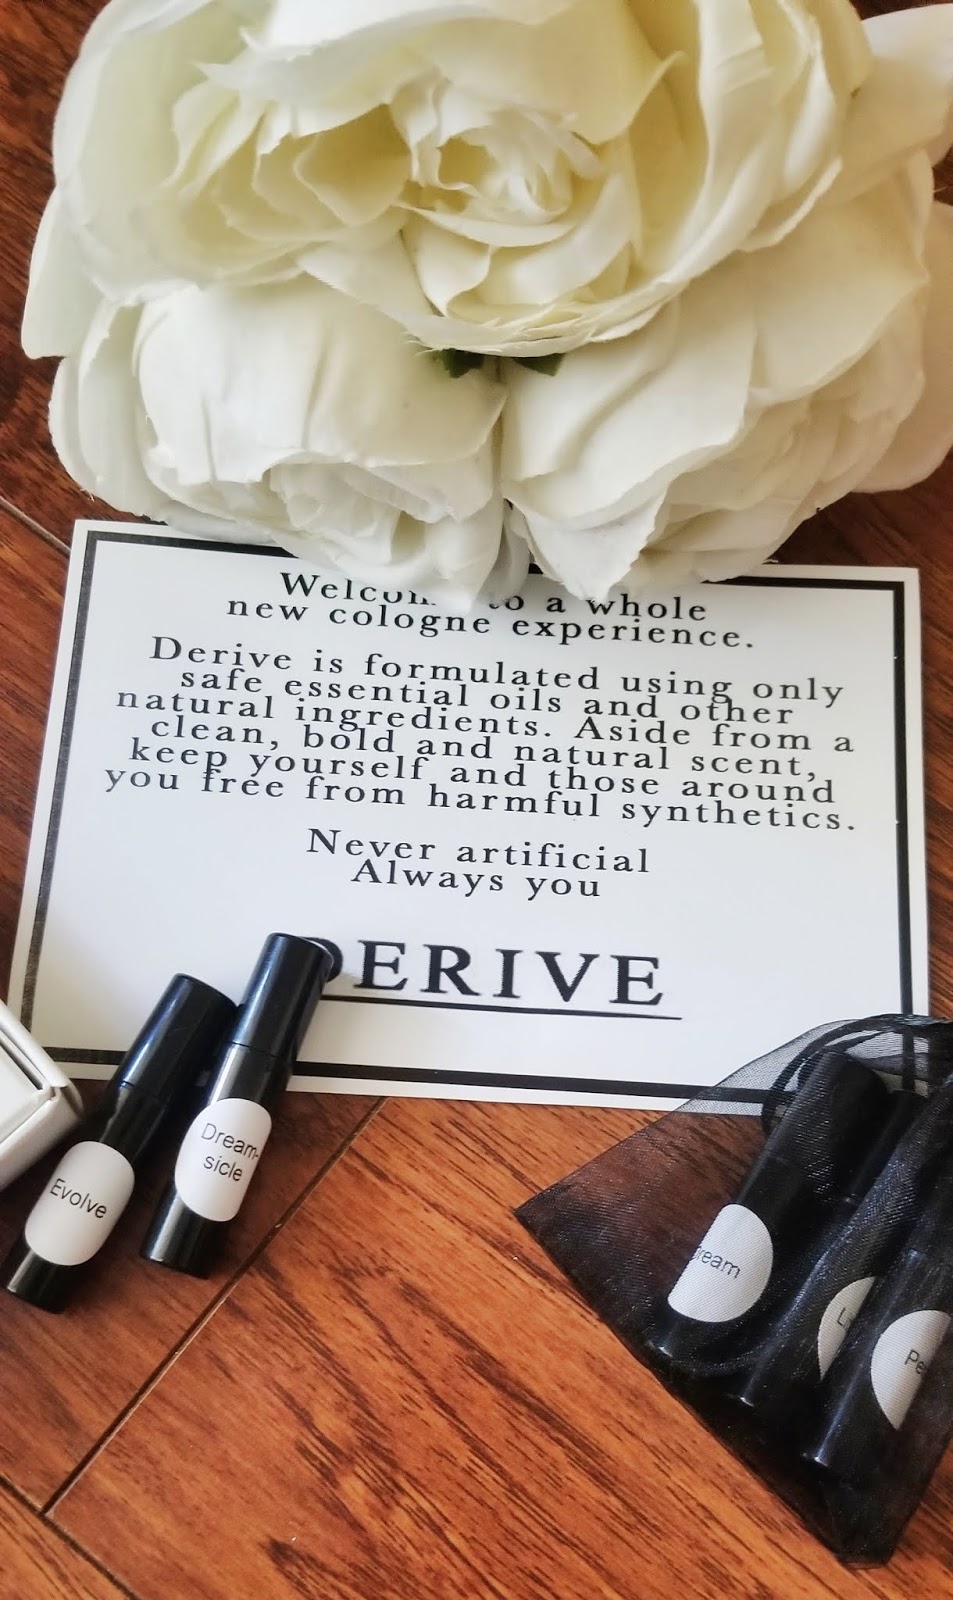 a whole
new cologne experience.
Derive is formulated using only
safe essential oils and other
natural ingredients. Aside from a
clean, bold and natural scent,
keep yourself and those around
you free from harmful synthetics.
Never artificial
Always you
DERIVE
Evolve
Dream-
sicle
Dream